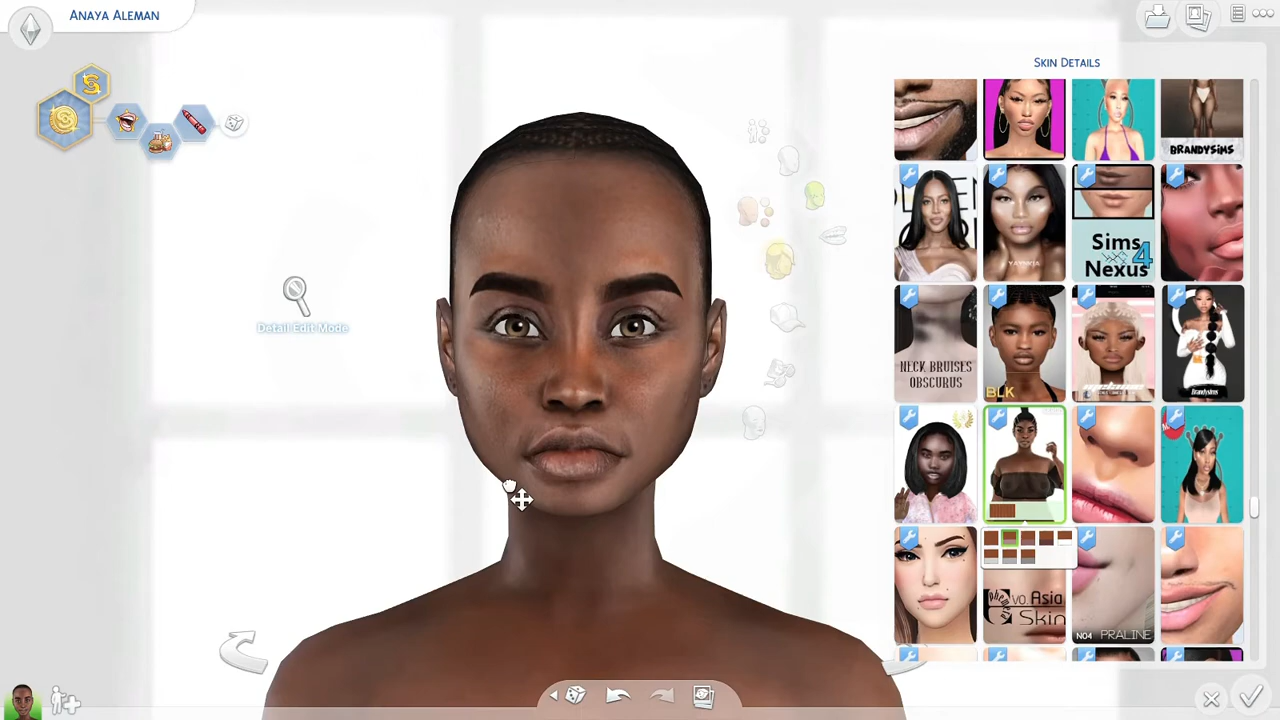 ANAYA ALEMAN
SKIN DETAILS
BRANDYSIMS
Sims
4
Nexus
Detail Edit Mode
NECK BRUISES
OBSCURUS
BLK
Brandysims
vo. Asia
Skin
N04 PRALINE